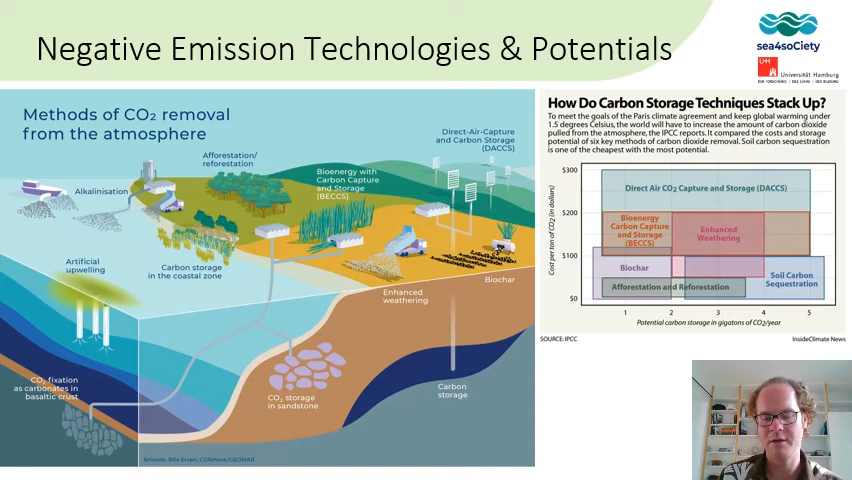 Negative Emission Technologies & Potentials
sea4soCiety
UH
Universität Hamburg
DER FORSCHUNG | DER LEHRE | DER BILDUNG
Methods of CO₂ removal
from the atmosphere
Direct-Air-Capture
and Carbon Storage
(DACCS)
Afforestation/
reforestation
Bioenergy with
Carbon Capture
and Storage
(BECCS)
Alkalinisation
Artificial
upwelling
Carbon storage
in the coastal zone
Biochar
Enhanced
weathering
CO₂ fixation
as carbonates in
basaltic crust
CO₂ storage
in sandstone
Carbon
storage
Artwork: Rita Erven, CDRmare/GEOMAR
How Do Carbon Storage Techniques Stack Up?
To meet the goals of the Paris climate agreement and keep global warming under
1.5 degrees Celsius, the world will have to increase the amount of carbon dioxide
pulled from the atmosphere, the IPCC reports. It compared the costs and storage
potential of six key methods of carbon dioxide removal. Soil carbon sequestration
is one of the cheapest with the most potential.
Cost per ton of CO₂ (in dollars)
$300
$200
$100
$0
Direct Air CO₂ Capture and Storage (DACCS)
Bioenergy
Carbon Capture
and Storage
(BECCS)
Enhanced
Weathering
Biochar
Soil Carbon
Sequestration
Afforestation and Reforestation
1 2 3 4 5
Potential carbon storage in gigatons of CO₂/year
SOURCE: IPCC
InsideClimate News